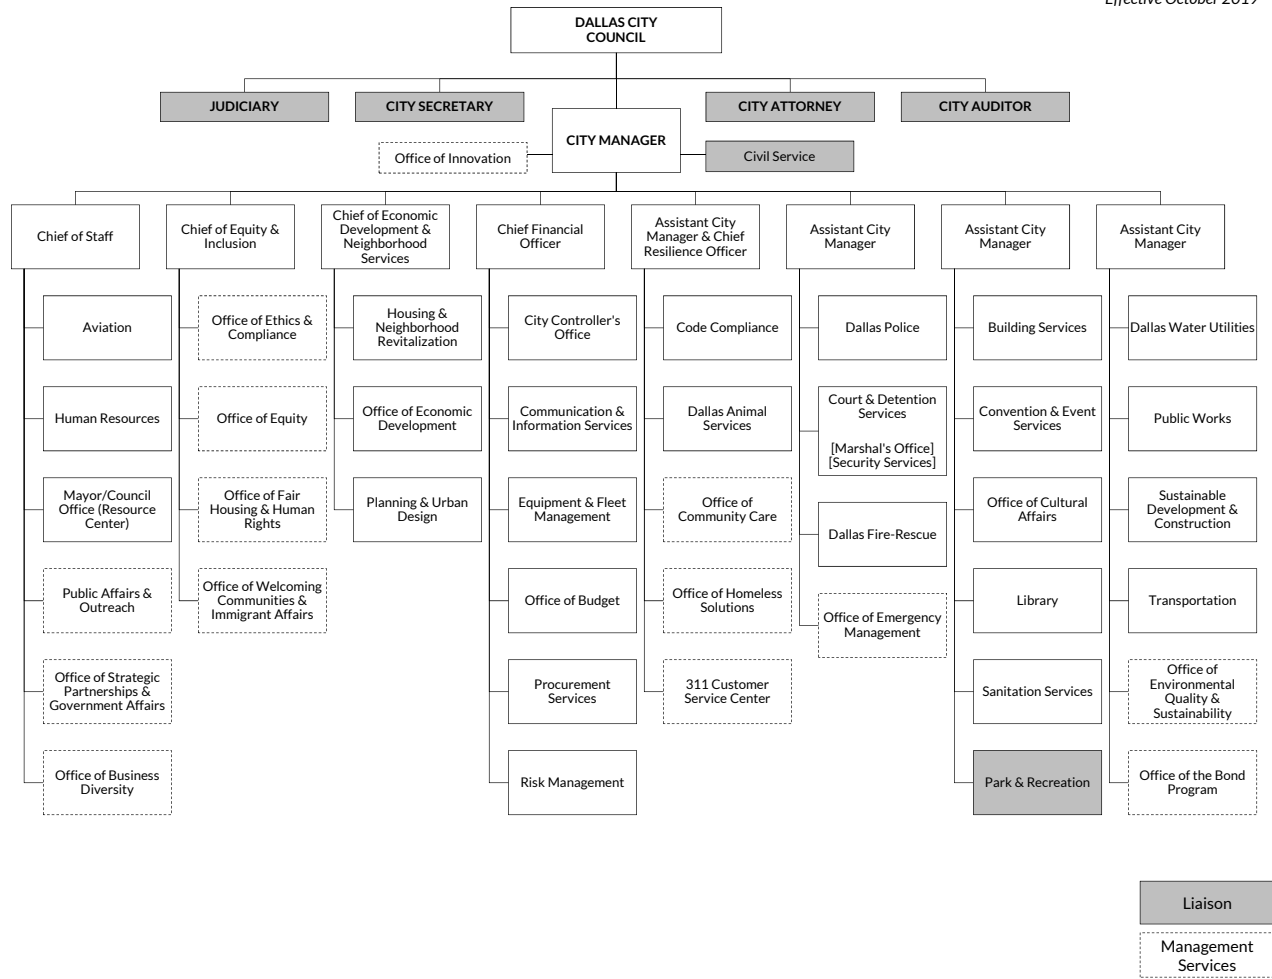 Effective October 2019
DALLAS CITY
COUNCIL
JUDICIARY
CITY SECRETARY
CITY ATTORNEY
CITY AUDITOR
CITY MANAGER
Office of Innovation
Civil Service
Chief of Staff
Chief of Equity &
Inclusion
Chief of Economic
Development &
Neighborhood
Services
Chief Financial
Officer
Assistant City
Manager & Chief
Resilience Officer
Assistant City
Manager
Assistant City
Manager
Assistant City
Manager
Aviation
Office of Ethics &
Compliance
Housing &
Neighborhood
Revitalization
City Controller's
Office
Code Compliance
Dallas Police
Building Services
Dallas Water Utilities
Human Resources
Office of Equity
Office of Economic
Development
Communication &
Information Services
Dallas Animal
Services
Court & Detention
Services
[Marshal's Office]
[Security Services]
Convention & Event
Services
Public Works
Mayor/Council
Office (Resource
Center)
Office of Fair
Housing & Human
Rights
Planning & Urban
Design
Equipment & Fleet
Management
Office of
Community Care
Dallas Fire-Rescue
Office of Cultural
Affairs
Sustainable
Development &
Construction
Public Affairs &
Outreach
Office of Welcoming
Communities &
Immigrant Affairs
Office of Budget
Office of Homeless
Solutions
Office of Emergency
Management
Library
Transportation
Office of Strategic
Partnerships &
Government Affairs
Procurement
Services
311 Customer
Service Center
Sanitation Services
Office of
Environmental
Quality &
Sustainability
Office of Business
Diversity
Risk Management
Park & Recreation
Office of the Bond
Program
Liaison
Management
Services